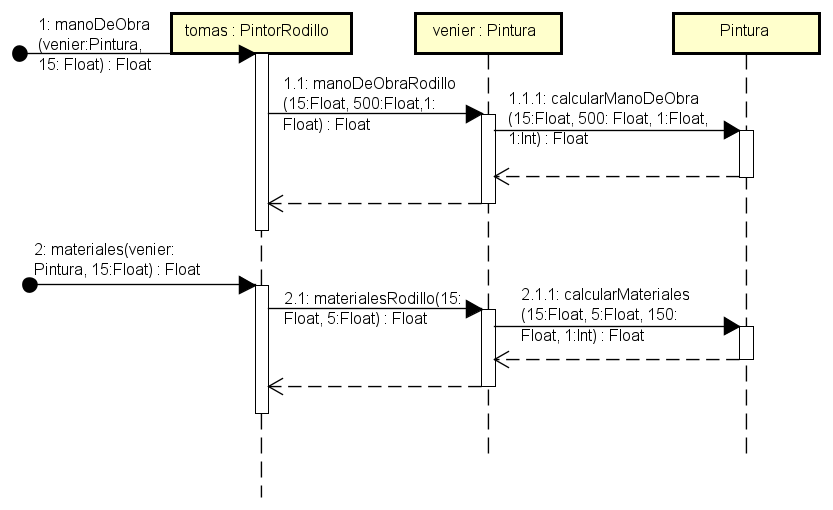 1: manoDeObra
(venier:Pintura,
15: Float) : Float
tomas : PintorRodillo
venier : Pintura
Pintura
1.1: manoDeObraRodillo
(15:Float, 500:Float,1:
Float) : Float
1.1.1: calcularManoDeObra
(15:Float, 500: Float, 1:Float,
1:Int) : Float
2: materiales(venier:
Pintura, 15:Float) : Float
2.1: materialesRodillo(15:
Float, 5:Float) : Float
2.1.1: calcularMateriales
(15:Float, 5:Float, 150:
Float, 1:Int) : Float